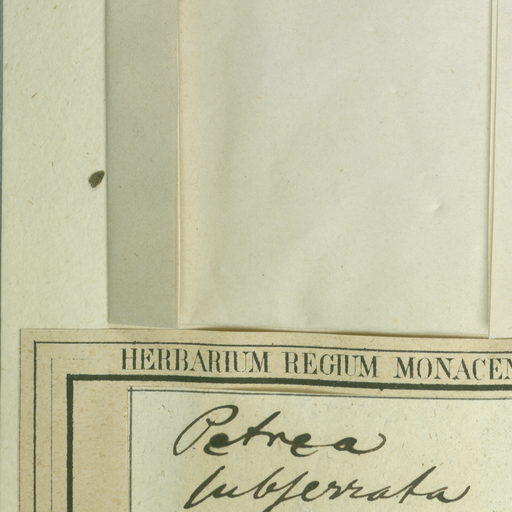 HERBARIUM REGIUM MONACEN
Petrea
subserrata